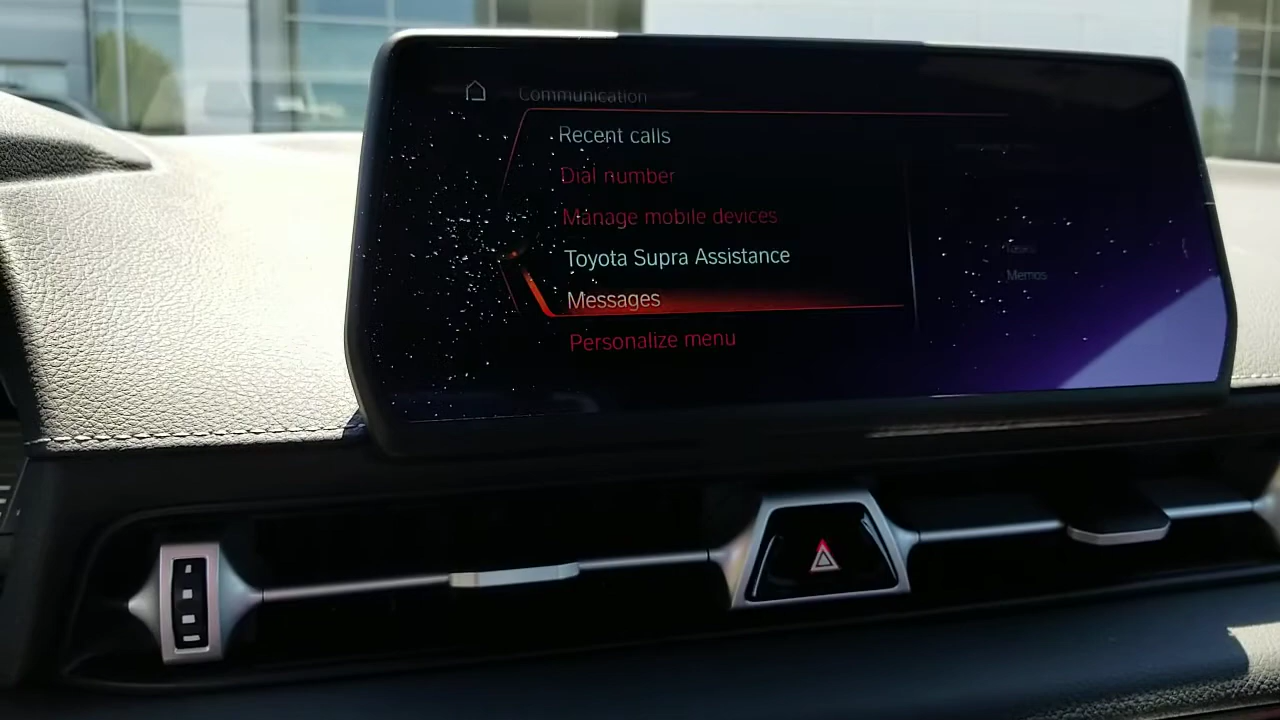 Communication
Recent calls
Dial number
Manage mobile devices
Toyota Supra Assistance
Messages
Personalize menu
Memos